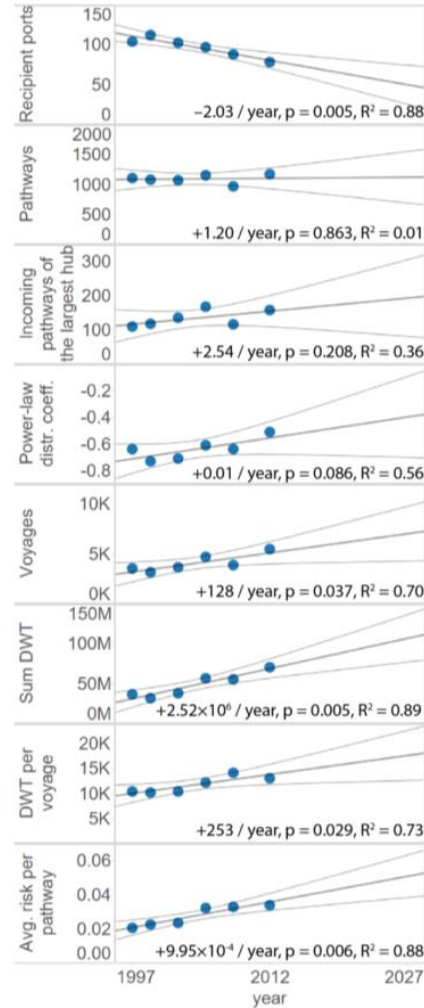 Recipient ports
150
100
50
0
−2.03 / year, p = 0.005, R² = 0.88
Pathways
2000
1500
1000
500
0
+1.20 / year, p = 0.863, R² = 0.01
Incoming
pathways of
the largest hub
300
200
100
0
+2.54 / year, p = 0.208, R² = 0.36
Power-law
distr. coeff.
-0.2
-0.4
-0.6
-0.8
+0.01 / year, p = 0.086, R² = 0.56
Voyages
10K
5K
0K
+128 / year, p = 0.037, R² = 0.70
Sum DWT
150M
100M
50M
0M
+2.52×10⁶ / year, p = 0.005, R² = 0.89
DWT per
voyage
20K
15K
10K
5K
+253 / year, p = 0.029, R² = 0.73
Avg. risk per
pathway
0.06
0.04
0.02
0.00
+9.95×10⁻⁴ / year, p = 0.006, R² = 0.88
1997 2012 2027
year